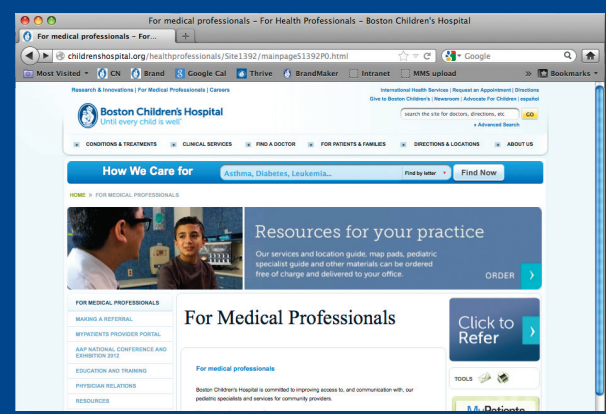 For medical professionals – For Health Professionals – Boston Children's Hospital
For medical professionals – For...
childrenshospital.org/healthprofessionals/Site1392/mainpageS1392P0.html
Google
Most Visited CN Brand Google Cal Thrive BrandMaker Intranet MMS upload » Bookmarks
Research & Innovations | For Medical Professionals | Careers
International Health Services | Request an Appointment | Directions
Give to Boston Children's | Newsroom | Advocate For Children | español
Boston Children's Hospital
Until every child is well
search the site for doctors, directions, etc GO
» Advanced Search
CONDITIONS & TREATMENTS CLINICAL SERVICES FIND A DOCTOR FOR PATIENTS & FAMILIES DIRECTIONS & LOCATIONS ABOUT US
How We Care for Asthma, Diabetes, Leukemia... Find by letter Find Now
HOME > FOR MEDICAL PROFESSIONALS
Resources for your practice
Our services and location guide, map pads, pediatric
specialist guide and other materials can be ordered
free of charge and delivered to your office.
ORDER
FOR MEDICAL PROFESSIONALS
MAKING A REFERRAL
MYPATIENTS PROVIDER PORTAL
AAP NATIONAL CONFERENCE AND
EXHIBITION 2012
EDUCATION AND TRAINING
PHYSICIAN RELATIONS
RESOURCES
For Medical Professionals
For medical professionals
Boston Children's Hospital is committed to improving access to, and communication with, our
pediatric specialists and services for community providers.
Click to
Refer
TOOLS
MyPatients